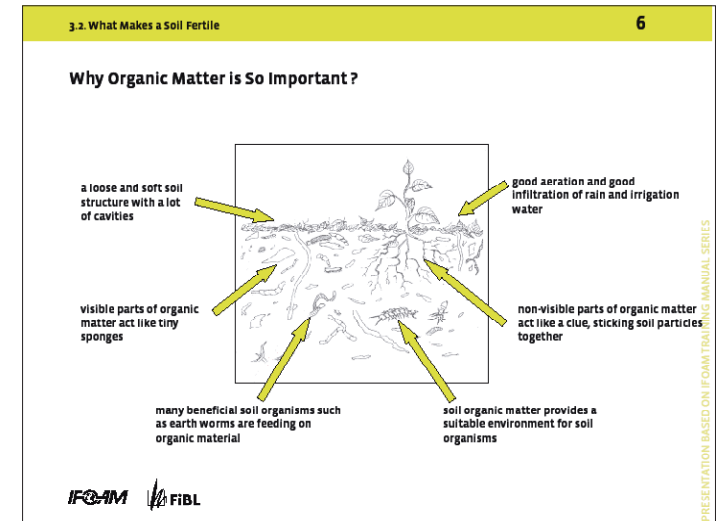 3.2. What Makes a Soil Fertile
6
Why Organic Matter is So Important ?
a loose and soft soil
structure with a lot
of cavities
good aeration and good
infiltration of rain and irrigation
water
visible parts of organic
matter act like tiny
sponges
non-visible parts of organic matter
act like a clue, sticking soil particles
together
many beneficial soil organisms such
as earth worms are feeding on
organic material
soil organic matter provides a
suitable environment for soil
organisms
IFOAM
FiBL
PRESENTATION BASED ON IFOAM TRAINING MANUAL SERIES